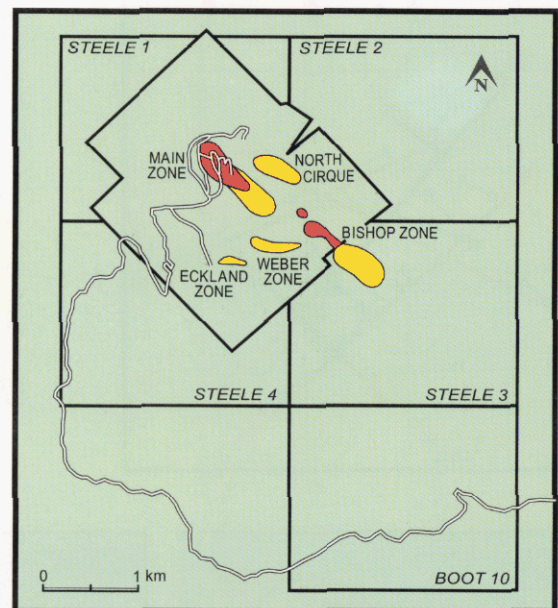 STEELE 1
STEELE 2
N
MAIN
ZONE
NORTH
CIRQUE
BISHOP ZONE
WEBER
ZONE
ECKLAND
ZONE
STEELE 4
STEELE 3
0
1 km
BOOT 10